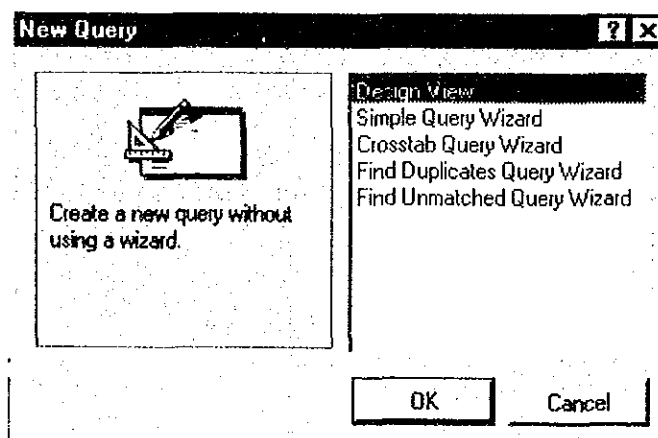 New Query
Design View
Simple Query Wizard
Crosstab Query Wizard
Find Duplicates Query Wizard
Find Unmatched Query Wizard
Create a new query without
using a wizard.
OK
Cancel